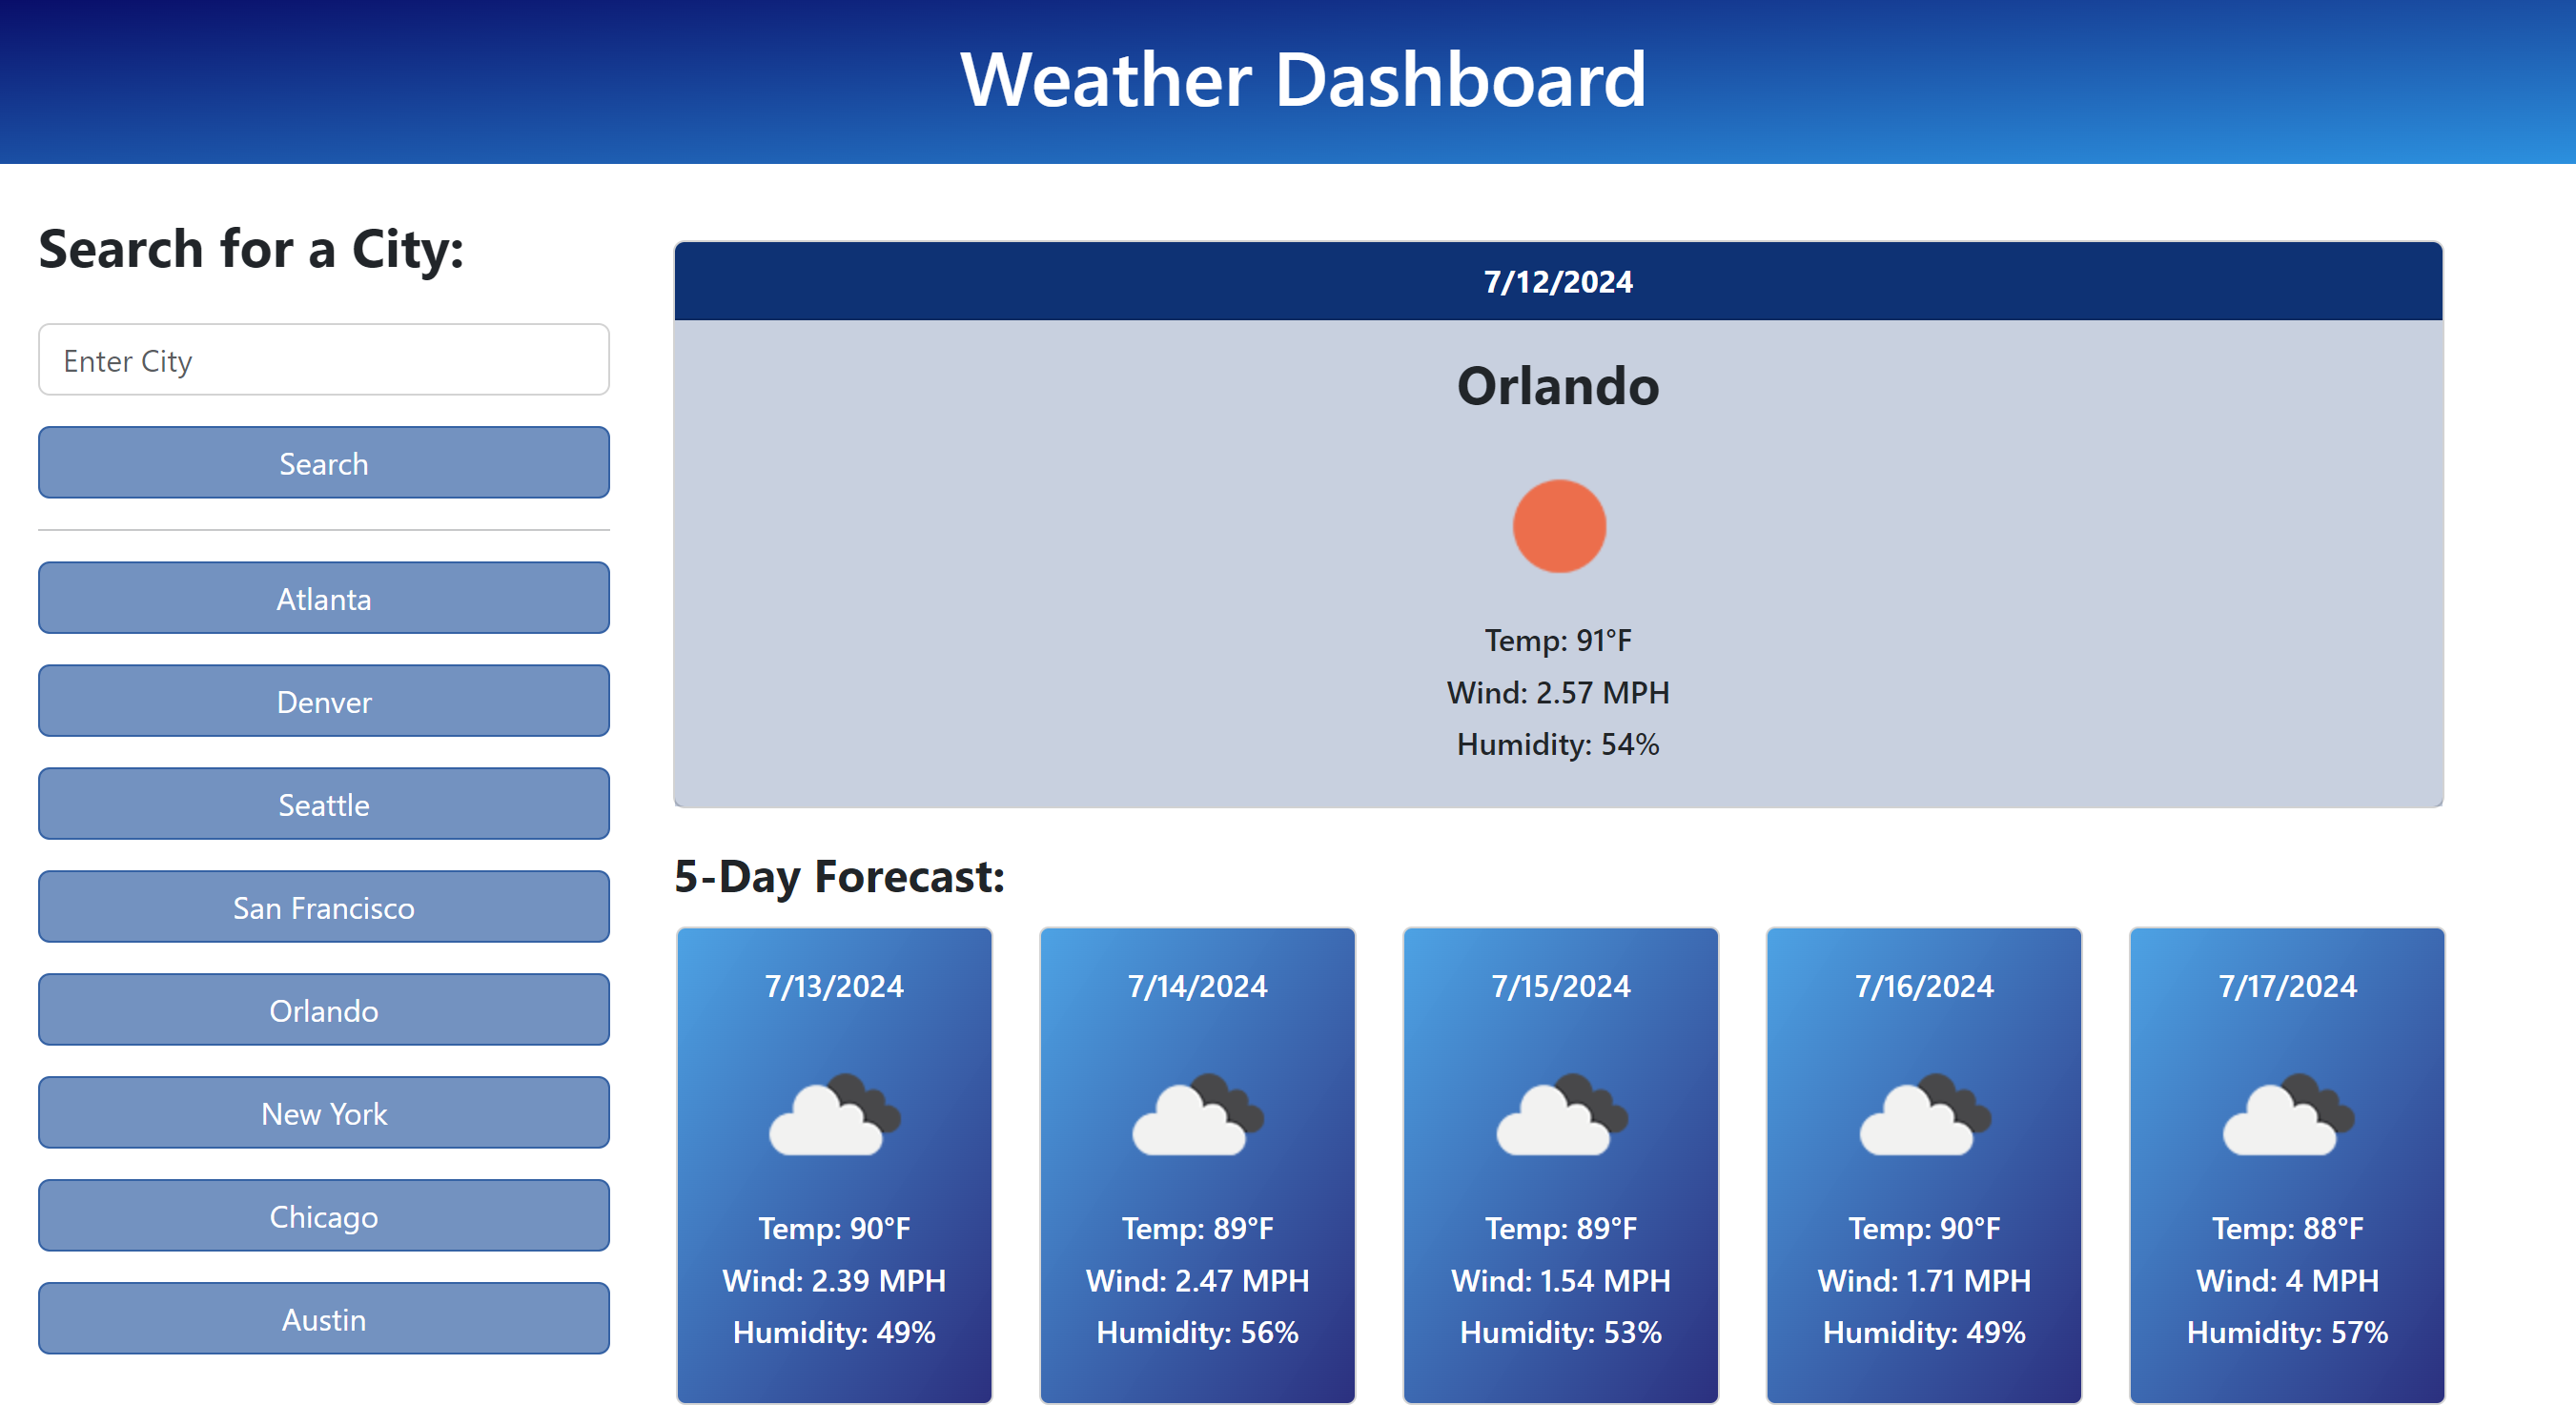 Weather Dashboard
Search for a City:
Enter City
Search
Atlanta
Denver
Seattle
San Francisco
Orlando
New York
Chicago
Austin
7/12/2024
Orlando
Temp: 91°F
Wind: 2.57 MPH
Humidity: 54%
5-Day Forecast:
7/13/2024
Temp: 90°F
Wind: 2.39 MPH
Humidity: 49%
7/14/2024
Temp: 89°F
Wind: 2.47 MPH
Humidity: 56%
7/15/2024
Temp: 89°F
Wind: 1.54 MPH
Humidity: 53%
7/16/2024
Temp: 90°F
Wind: 1.71 MPH
Humidity: 49%
7/17/2024
Temp: 88°F
Wind: 4 MPH
Humidity: 57%